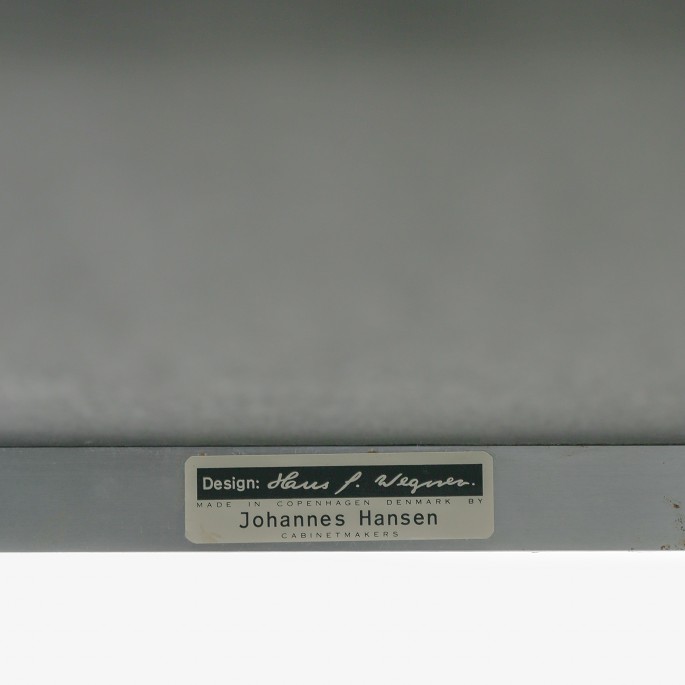 Design: Hans J. Wegner.
MADE IN COPENHAGEN DENMARK BY
Johannes Hansen
CABINETMAKERS